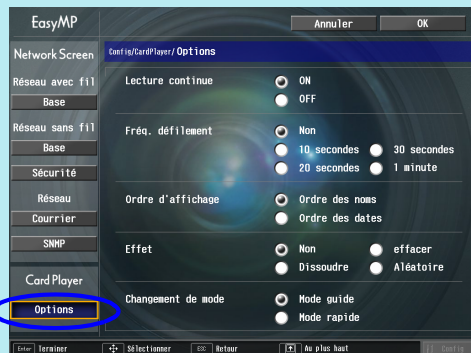 EasyMP
Annuler OK
Network Screen
Réseau avec fil
Base
Réseau sans fil
Base
Sécurité
Réseau
Courrier
SNMP
Card Player
Options
Config/CardPlayer/Options
Lecture continue
ON
OFF
Fréq. défilement
Non
10 secondes 30 secondes
20 secondes 1 minute
Ordre d'affichage
Ordre des noms
Ordre des dates
Effet
Non effacer
Dissoudre Aléatoire
Changement de mode
Mode guide
Mode rapide
Enter Terminer Sélectionner ESC Retour Au plus haut Config